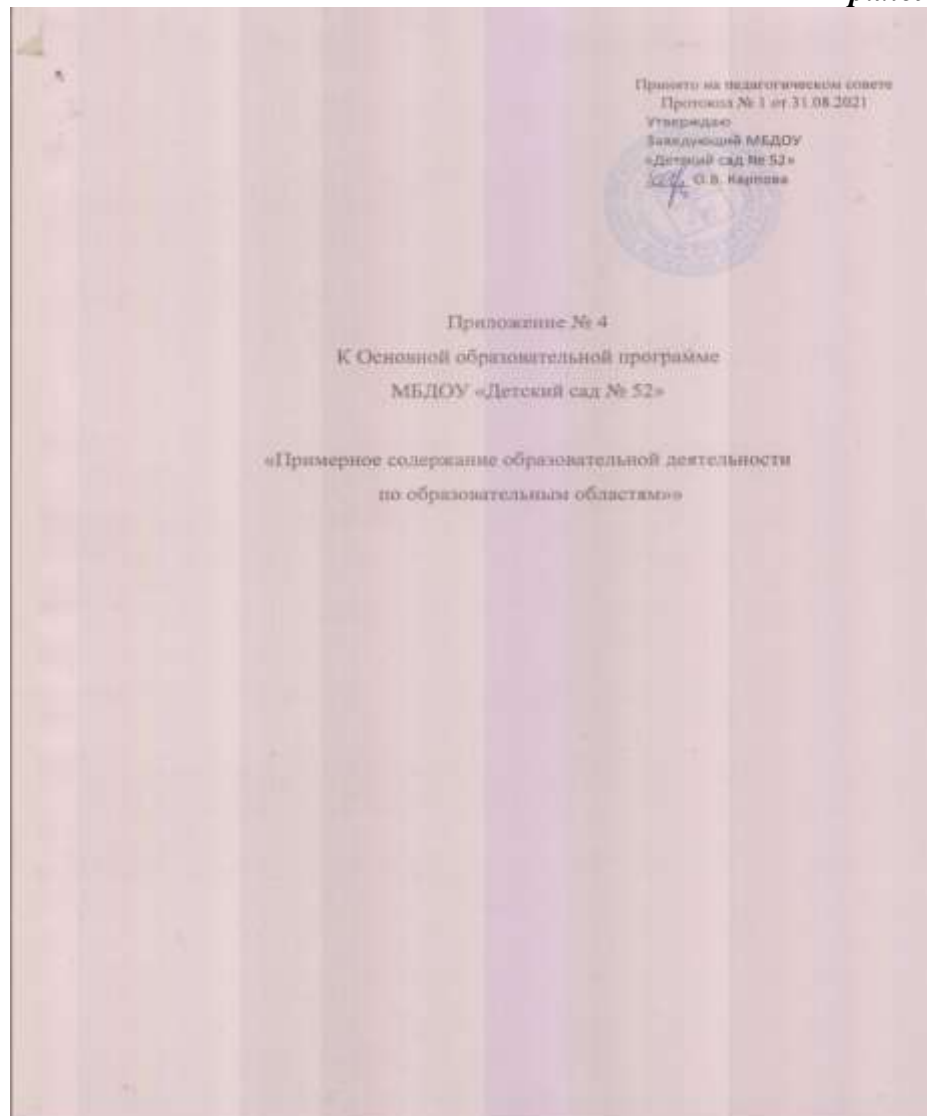 Принято на педагогическом совете
Протокол № 1 от 31.08.2021
Утверждаю
Заведующий МБДОУ
«Детский сад № 52»
О.В. Карпова
Приложение № 4
К Основной образовательной программе
МБДОУ «Детский сад № 52»
«Примерное содержание образовательной деятельности
по образовательным областям»»